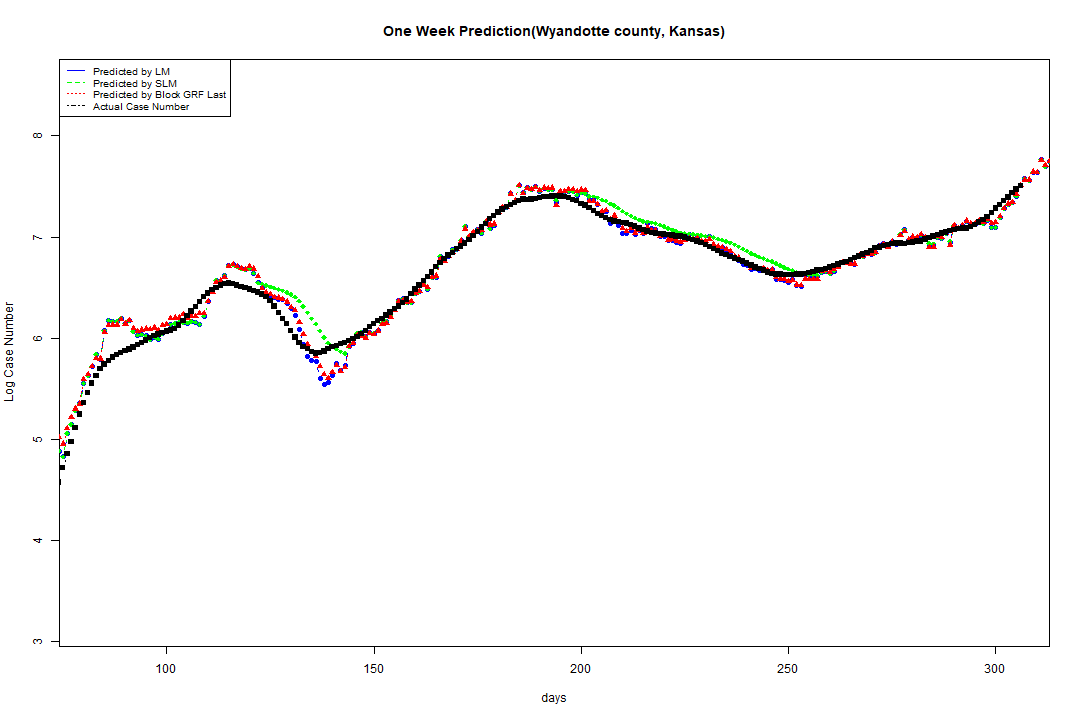 One Week Prediction(Wyandotte county, Kansas)
Predicted by LM
Predicted by SLM
Predicted by Block GRF Last
Actual Case Number
8
7
6
5
4
3
Log Case Number
100 150 200 250 300
days